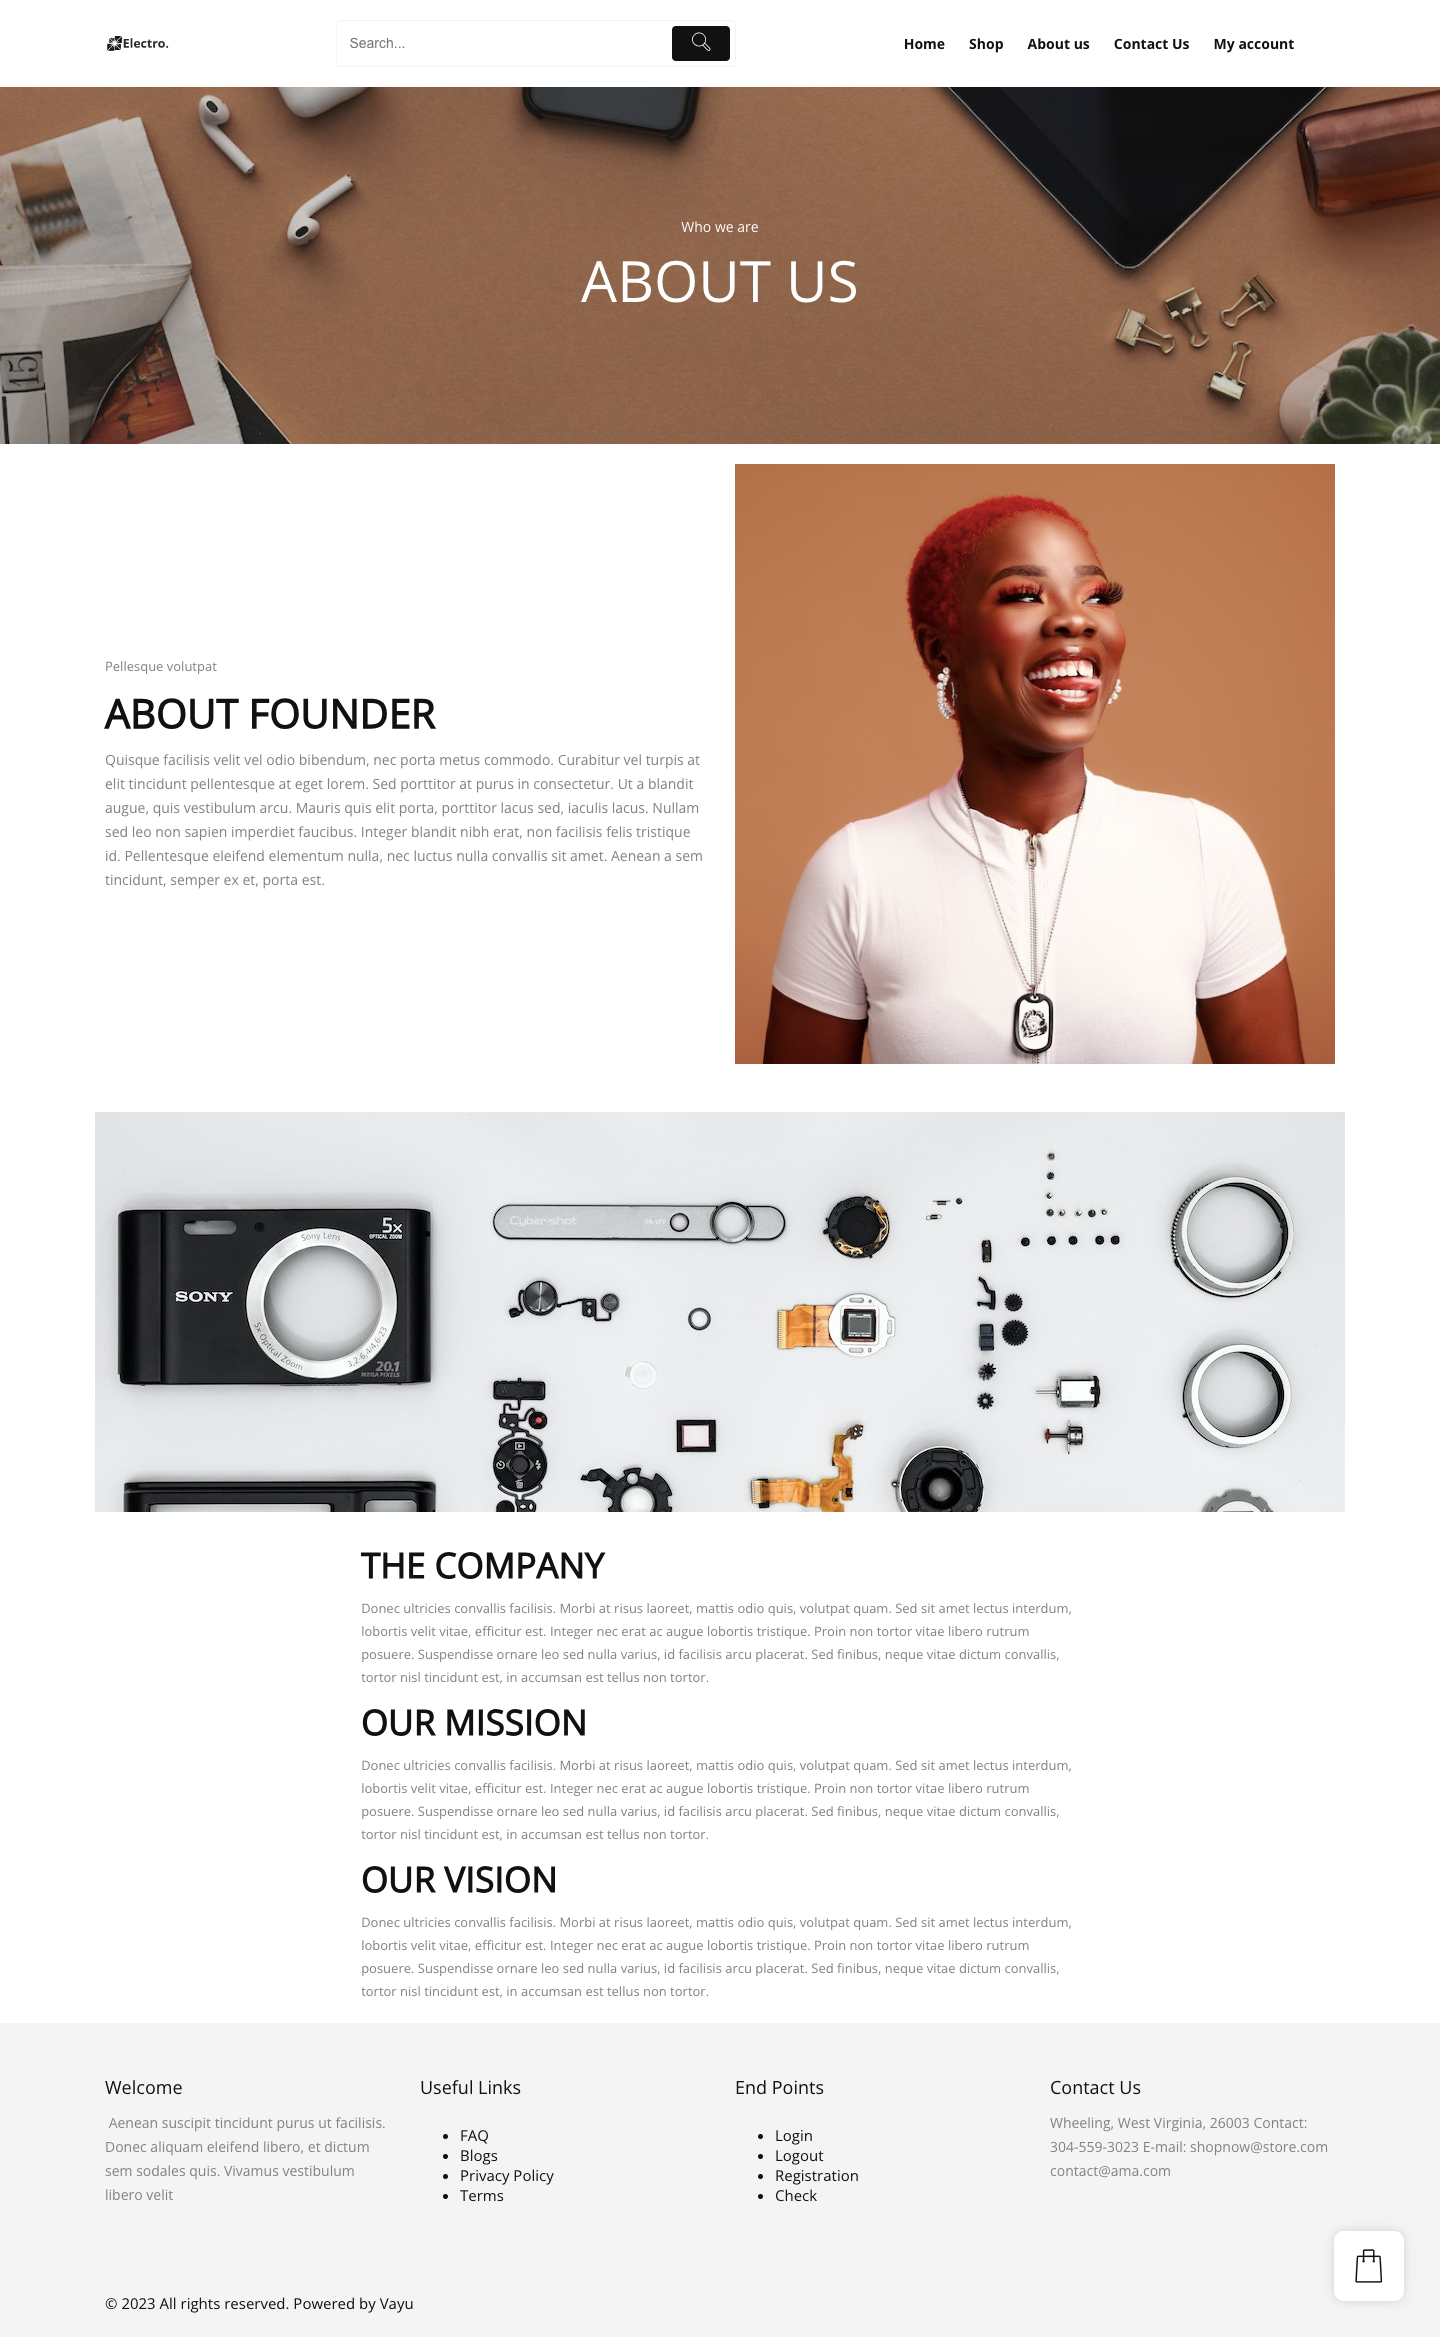 Electro.
Search...
Home
Shop
About us
Contact Us
My account
15
Who we are
ABOUT US
Pellesque volutpat
ABOUT FOUNDER
Quisque facilisis velit vel odio bibendum, nec porta metus commodo. Curabitur vel turpis at
elit tincidunt pellentesque at eget lorem. Sed porttitor at purus in consectetur. Ut a blandit
augue, quis vestibulum arcu. Mauris quis elit porta, porttitor lacus sed, iaculis lacus. Nullam
sed leo non sapien imperdiet faucibus. Integer blandit nibh erat, non facilisis felis tristique
id. Pellentesque eleifend elementum nulla, nec luctus nulla convallis sit amet. Aenean a sem
tincidunt, semper ex et, porta est.
5x
OPTICAL ZOOM
Sony Lens
SONY
5x Optical Zoom
3,2-6,4/4,6-23
20.1
MEGA PIXELS
Cyber-shot
ON/OFF
THE COMPANY
Donec ultricies convallis facilisis. Morbi at risus laoreet, mattis odio quis, volutpat quam. Sed sit amet lectus interdum,
lobortis velit vitae, efficitur est. Integer nec erat ac augue lobortis tristique. Proin non tortor vitae libero rutrum
posuere. Suspendisse ornare leo sed nulla varius, id facilisis arcu placerat. Sed finibus, neque vitae dictum convallis,
tortor nisl tincidunt est, in accumsan est tellus non tortor.
OUR MISSION
Donec ultricies convallis facilisis. Morbi at risus laoreet, mattis odio quis, volutpat quam. Sed sit amet lectus interdum,
lobortis velit vitae, efficitur est. Integer nec erat ac augue lobortis tristique. Proin non tortor vitae libero rutrum
posuere. Suspendisse ornare leo sed nulla varius, id facilisis arcu placerat. Sed finibus, neque vitae dictum convallis,
tortor nisl tincidunt est, in accumsan est tellus non tortor.
OUR VISION
Donec ultricies convallis facilisis. Morbi at risus laoreet, mattis odio quis, volutpat quam. Sed sit amet lectus interdum,
lobortis velit vitae, efficitur est. Integer nec erat ac augue lobortis tristique. Proin non tortor vitae libero rutrum
posuere. Suspendisse ornare leo sed nulla varius, id facilisis arcu placerat. Sed finibus, neque vitae dictum convallis,
tortor nisl tincidunt est, in accumsan est tellus non tortor.
Welcome
Aenean suscipit tincidunt purus ut facilisis.
Donec aliquam eleifend libero, et dictum
sem sodales quis. Vivamus vestibulum
libero velit
Useful Links
FAQ
Blogs
Privacy Policy
Terms
End Points
Login
Logout
Registration
Check
Contact Us
Wheeling, West Virginia, 26003 Contact:
304-559-3023 E-mail: shopnow@store.com
contact@ama.com
© 2023 All rights reserved. Powered by Vayu